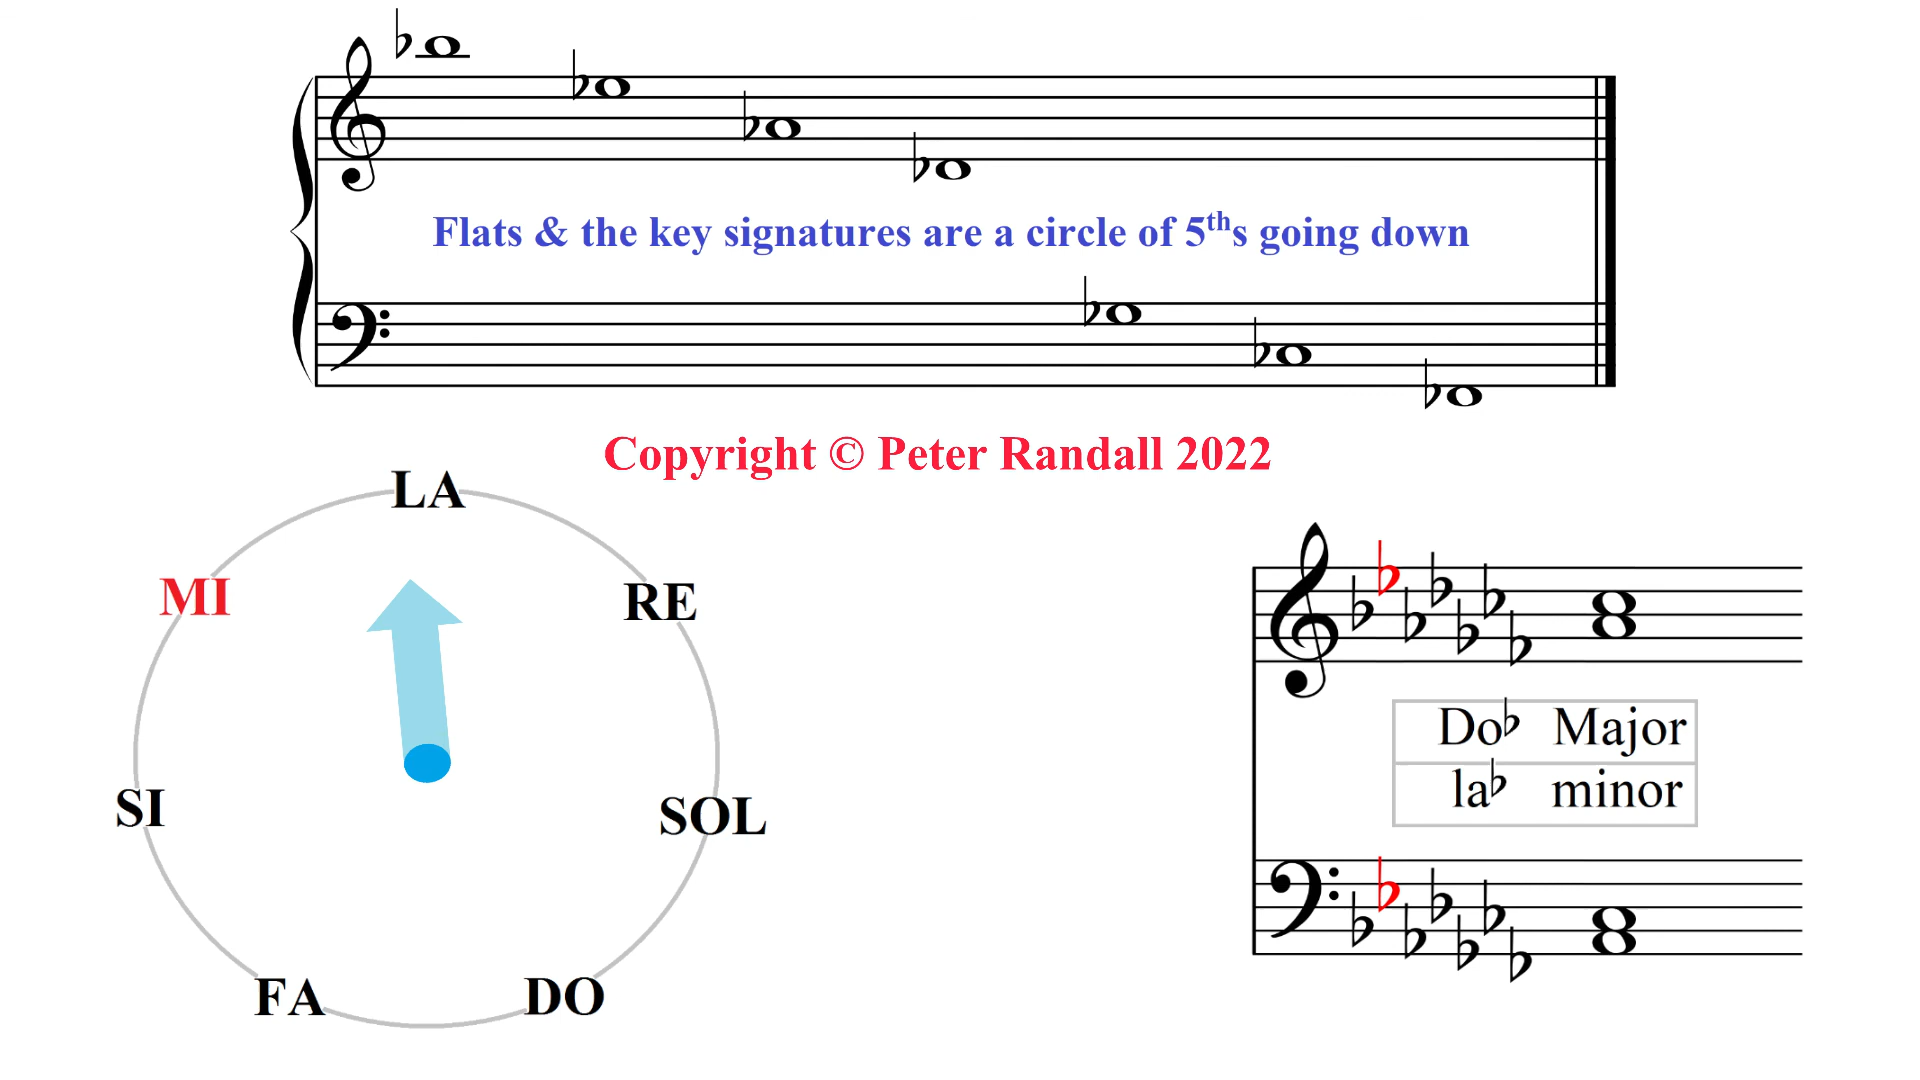 Flats & the key signatures are a circle of 5ths going down
Copyright © Peter Randall 2022
LA
MI
RE
SI
SOL
FA
DO
Do♭ Major
la♭ minor